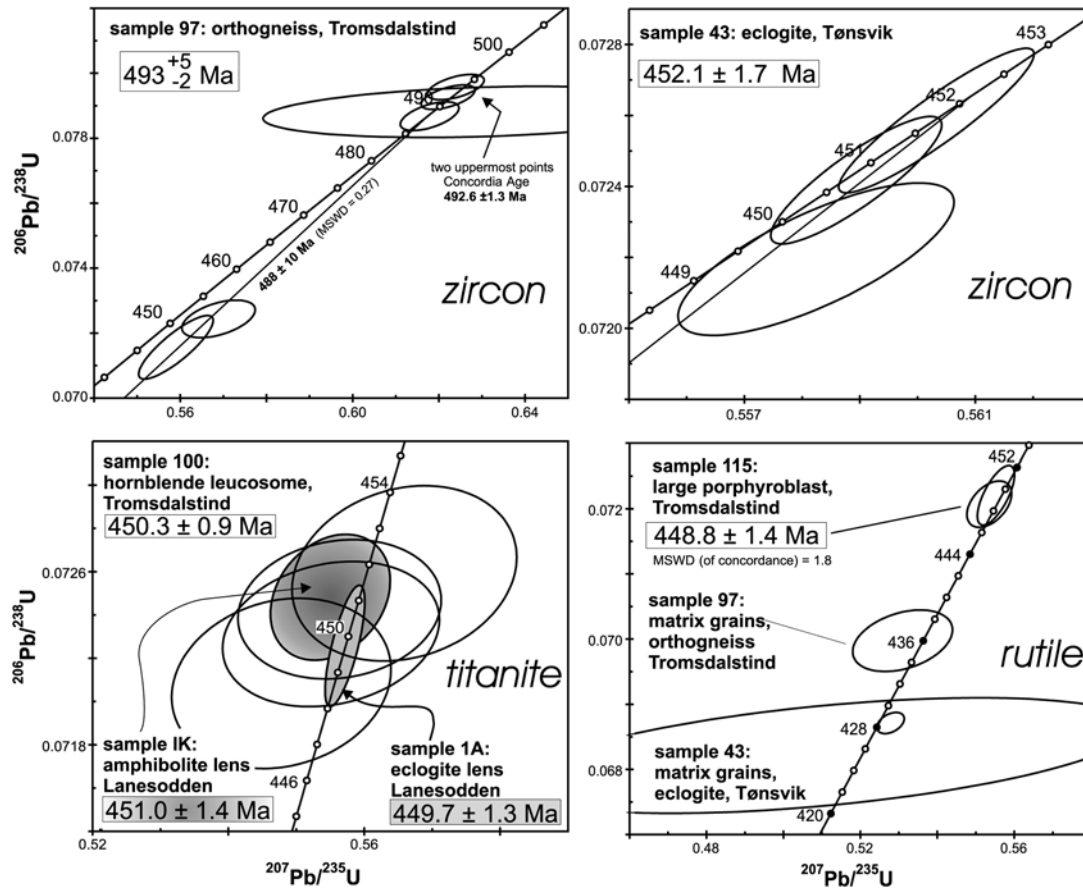 sample 97: orthogneiss, Tromsdalstind
493 +5 -2 Ma
500
490
480
470
460
450
two uppermost points
Concordia Age
492.6 ±1.3 Ma
488 ± 10 Ma (MSWD = 0.27)
zircon
0.078
0.074
0.070
206Pb/238U
0.56
0.60
0.64
sample 43: eclogite, Tønsvik
452.1 ± 1.7 Ma
453
452
451
450
449
zircon
0.0728
0.0724
0.0720
0.557
0.561
sample 100:
hornblende leucosome,
Tromsdalstind
450.3 ± 0.9 Ma
454
450
446
titanite
sample IK:
amphibolite lens
Lanesodden
451.0 ± 1.4 Ma
sample 1A:
eclogite lens
Lanesodden
449.7 ± 1.3 Ma
0.0726
0.0718
206Pb/238U
0.52
0.56
207Pb/235U
sample 115:
large porphyroblast,
Tromsdalstind
448.8 ± 1.4 Ma
MSWD (of concordance) = 1.8
sample 97:
matrix grains,
orthogneiss
Tromsdalstind
sample 43:
matrix grains,
eclogite, Tønsvik
452
444
436
428
420
rutile
0.072
0.070
0.068
0.48
0.52
0.56
207Pb/235U